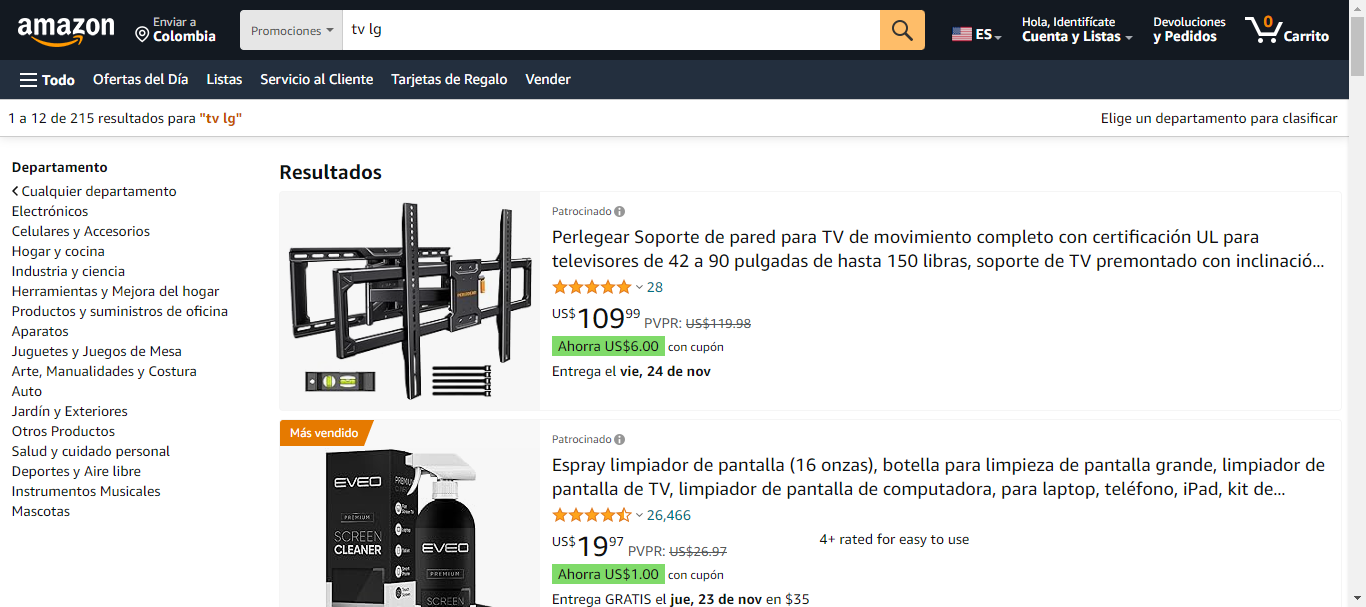 amazon
Enviar a
Colombia
Promociones
tv lg
ES
Hola, Identifícate
Cuenta y Listas
Devoluciones
y Pedidos
0
Carrito
Todo
Ofertas del Día
Listas
Servicio al Cliente
Tarjetas de Regalo
Vender
1 a 12 de 215 resultados para "tv lg"
Elige un departamento para clasificar
Departamento
Cualquier departamento
Electrónicos
Celulares y Accesorios
Hogar y cocina
Industria y ciencia
Herramientas y Mejora del hogar
Productos y suministros de oficina
Aparatos
Juguetes y Juegos de Mesa
Arte, Manualidades y Costura
Auto
Jardín y Exteriores
Otros Productos
Salud y cuidado personal
Deportes y Aire libre
Instrumentos Musicales
Mascotas
Resultados
Patrocinado
Perlegear Soporte de pared para TV de movimiento completo con certificación UL para
televisores de 42 a 90 pulgadas de hasta 150 libras, soporte de TV premontado con inclinació...
28
US$109.99 PVPR: US$119.98
Ahorra US$6.00 con cupón
Entrega el vie, 24 de nov
Más vendido
EVEO
PREMIUM
SCREEN
CLEANER
EVEO
PREMIUM
SCREEN
Patrocinado
Espray limpiador de pantalla (16 onzas), botella para limpieza de pantalla grande, limpiador de
pantalla de TV, limpiador de pantalla de computadora, para laptop, teléfono, iPad, kit de...
26,466
US$19.97 PVPR: US$26.97
4+ rated for easy to use
Ahorra US$1.00 con cupón
Entrega GRATIS el jue, 23 de nov en $35